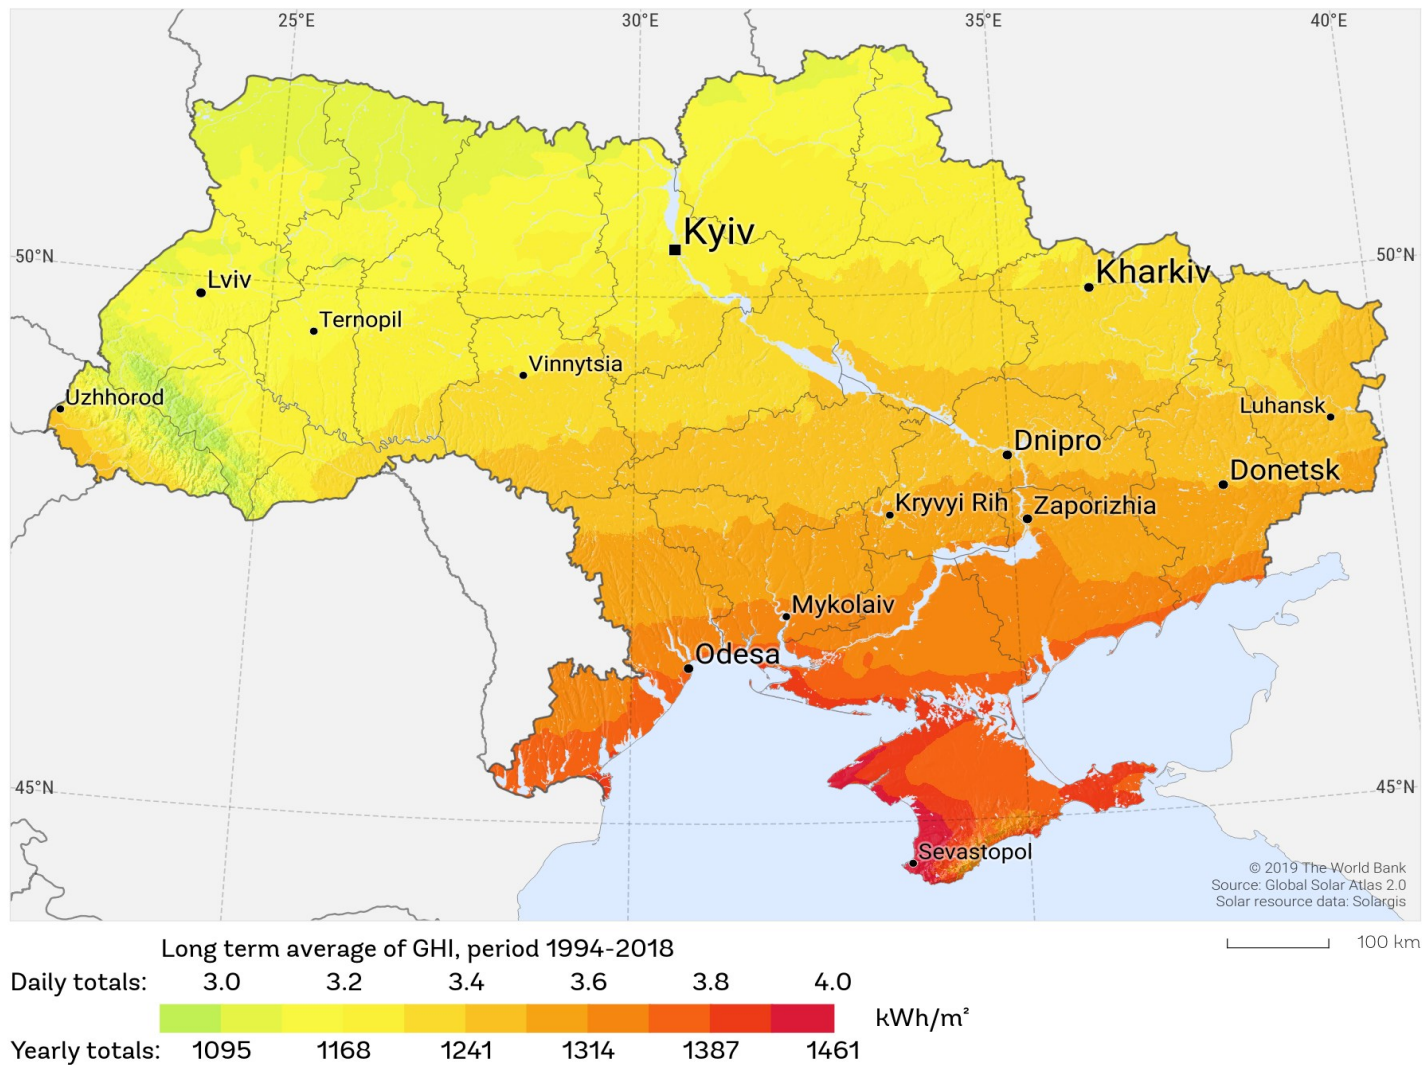 25°E 30°E 35°E 40°E
Kyiv
50°N 50°N
Kharkiv
Lviv
Ternopil
Vinnytsia
Uzhhorod
Luhansk
Dnipro
Donetsk
Kryvyi Rih
Zaporizhia
Mykolaiv
Odesa
45°N 45°N
Sevastopol
© 2019 The World Bank
Source: Global Solar Atlas 2.0
Solar resource data: Solargis
100 km
Long term average of GHI, period 1994-2018
Daily totals: 3.0 3.2 3.4 3.6 3.8 4.0
kWh/m²
Yearly totals: 1095 1168 1241 1314 1387 1461